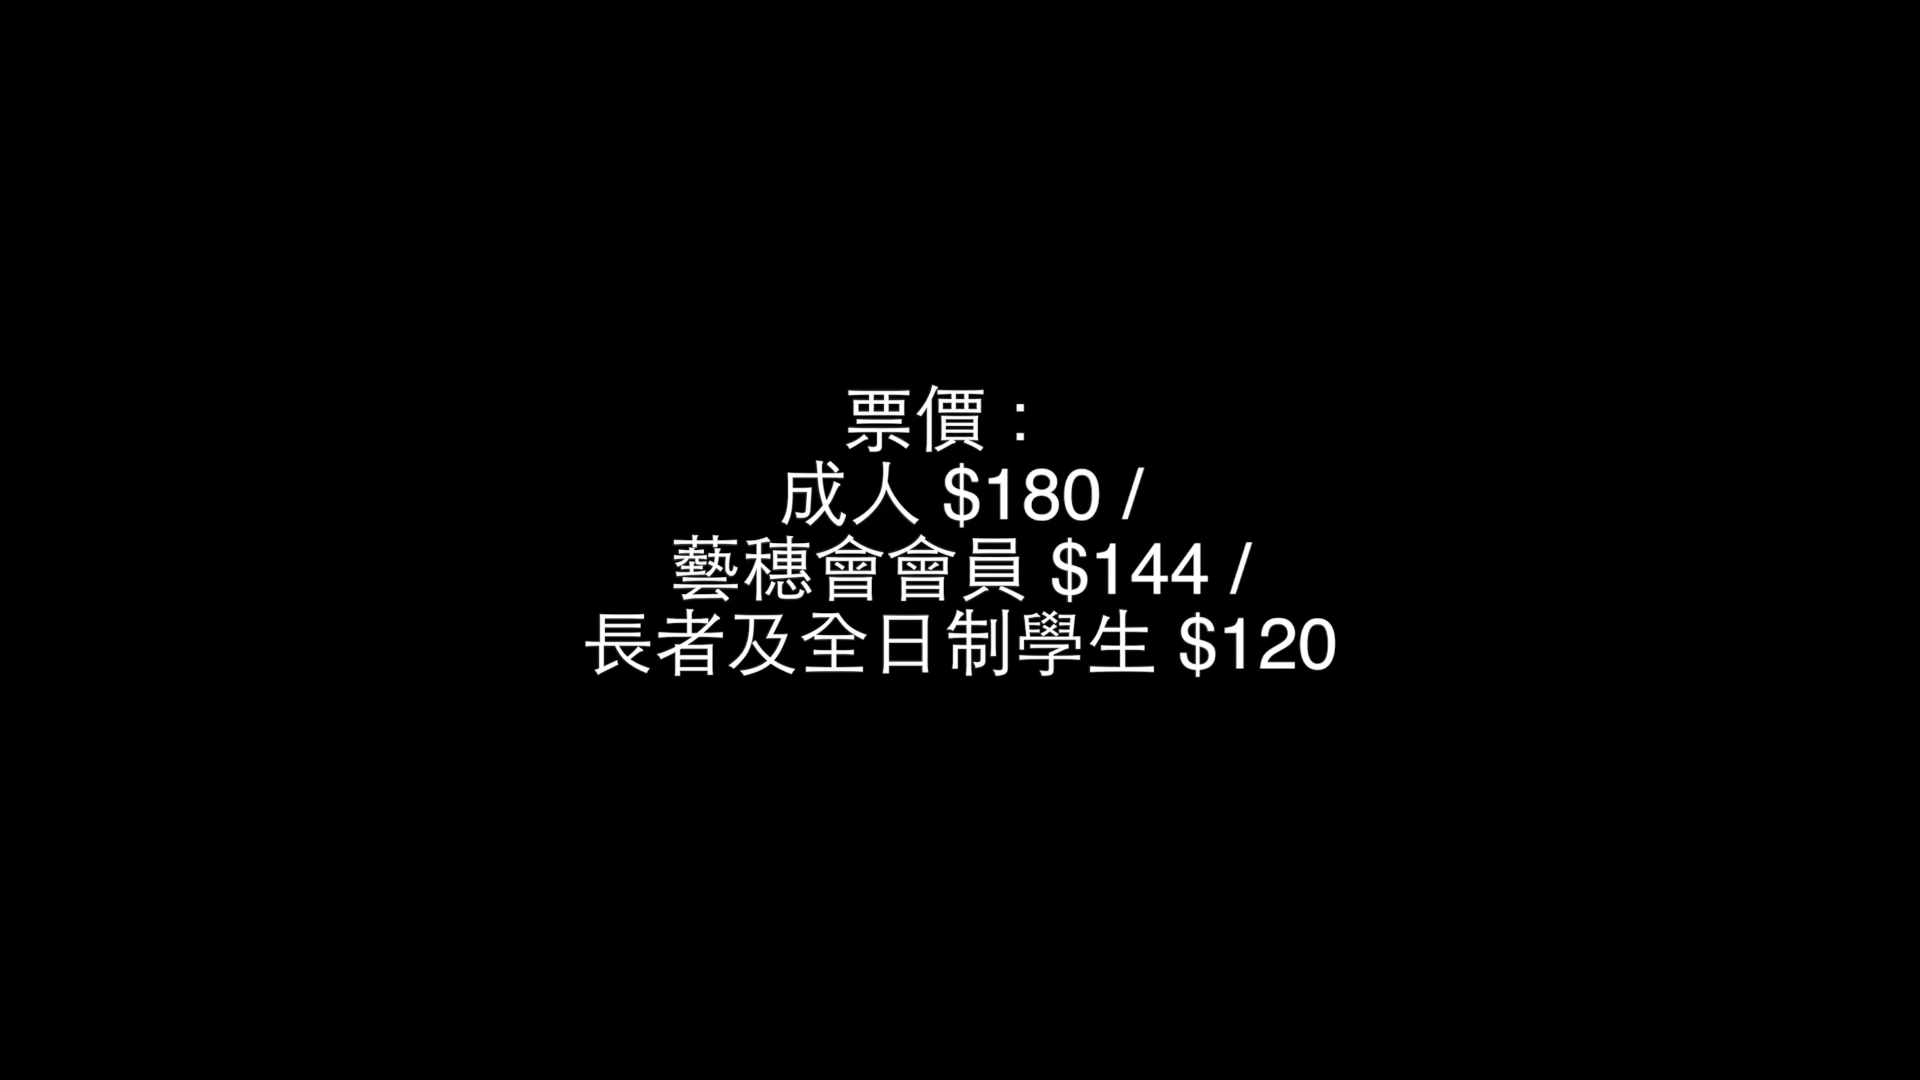 票價：
成人 $180 /
藝穗會會員 $144 /
長者及全日制學生 $120